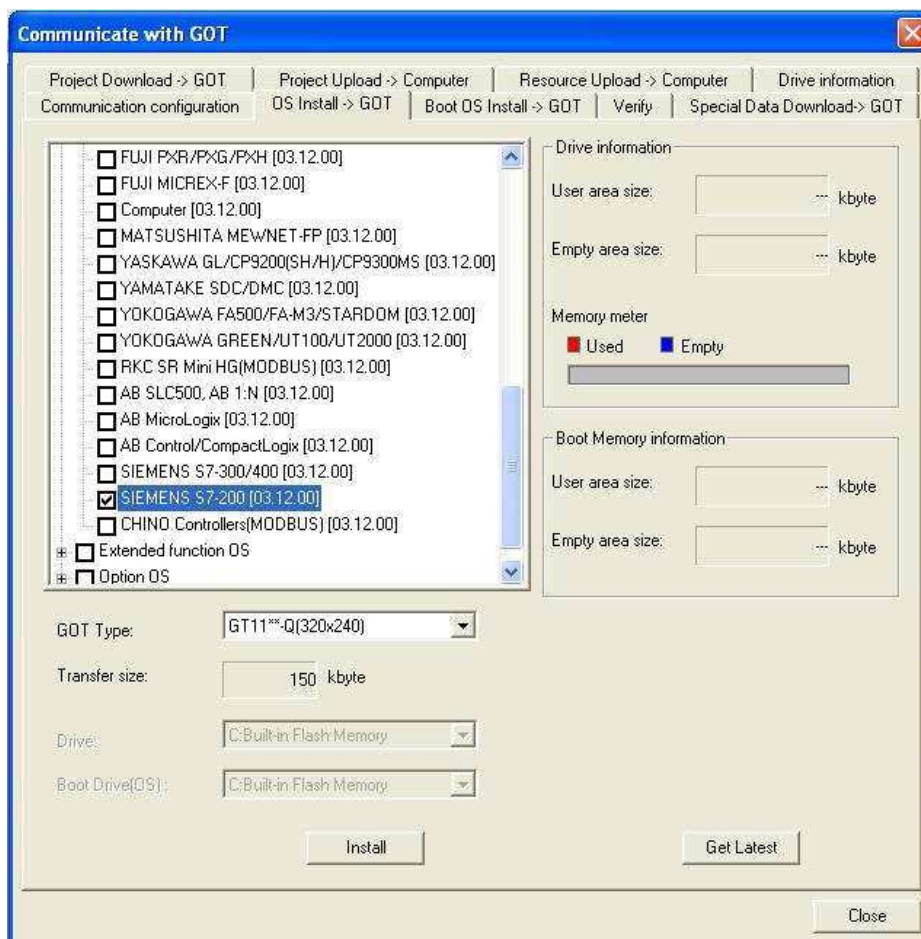 Communicate with GOT
Project Download -> GOT
Project Upload -> Computer
Resource Upload -> Computer
Drive information
Communication configuration
OS Install -> GOT
Boot OS Install -> GOT
Verify
Special Data Download-> GOT
FUJI PXR/PXG/PXH [03.12.00]
FUJI MICREX-F [03.12.00]
Computer [03.12.00]
MATSUSHITA MEWNET-FP [03.12.00]
YASKAWA GL/CP9200(SH/H)/CP9300MS [03.12.00]
YAMATAKE SDC/DMC [03.12.00]
YOKOGAWA FA500/FA-M3/STARDOM [03.12.00]
YOKOGAWA GREEN/UT100/UT2000 [03.12.00]
RKC SR Mini HG(MODBUS) [03.12.00]
AB SLC500, AB 1:N [03.12.00]
AB MicroLogix [03.12.00]
AB Control/CompactLogix [03.12.00]
SIEMENS S7-300/400 [03.12.00]
SIEMENS S7-200 [03.12.00]
CHINO Controllers(MODBUS) [03.12.00]
Extended function OS
Option OS
Drive information
User area size: --- kbyte
Empty area size: --- kbyte
Memory meter
Used Empty
Boot Memory information
User area size: --- kbyte
Empty area size: --- kbyte
GOT Type: GT11**-Q(320x240)
Transfer size: 150 kbyte
Drive: C:Built-in Flash Memory
Boot Drive(OS) : C:Built-in Flash Memory
Install
Get Latest
Close